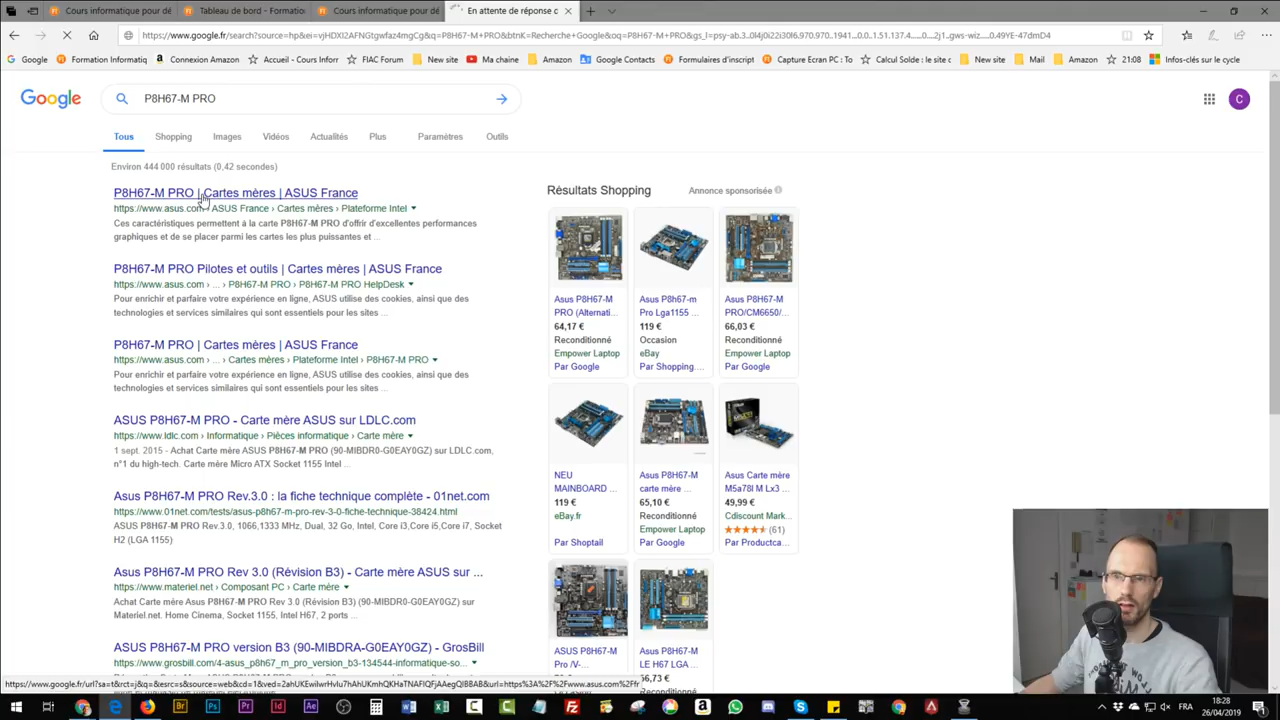 Cours informatique pour dé
Tableau de bord - Formation
Cours informatique pour dé
En attente de réponse d
https://www.google.fr/search?source=hp&ei=vjHDXI2AFNGtgwfaz4mgCg&q=P8H67-M+PRO&btnK=Recherche+Google&oq=P8H67-M+PRO&gs_l=psy-ab.3..0l4j0i22i30l6.970.970..1941...0.0..1.51.137.4......0....2j1..gws-wiz.....0.49YE-47dmD4
Google
Formation Informatiq
Connexion Amazon
Accueil - Cours Inforr
FIAC Forum
New site
Ma chaine
Amazon
Google Contacts
Formulaires d'inscript
Capture Ecran PC : To
Calcul Solde : le site c
New site
Mail
Amazon
21:08
Infos-clés sur le cycle
Google
P8H67-M PRO
C
Tous
Shopping
Images
Vidéos
Actualités
Plus
Paramètres
Outils
Environ 444 000 résultats (0,42 secondes)
P8H67-M PRO | Cartes mères | ASUS France
https://www.asus.com › ASUS France › Cartes mères › Plateforme Intel
Ces caractéristiques permettent à la carte P8H67-M PRO d'offrir d'excellentes performances
graphiques et de se placer parmi les cartes les plus puissantes et ...
P8H67-M PRO Pilotes et outils | Cartes mères | ASUS France
https://www.asus.com › ... › P8H67-M PRO › P8H67-M PRO HelpDesk
Pour enrichir et parfaire votre expérience en ligne, ASUS utilise des cookies, ainsi que des
technologies et services similaires qui sont essentiels pour les sites ...
P8H67-M PRO | Cartes mères | ASUS France
https://www.asus.com › ... › Cartes mères › Plateforme Intel › P8H67-M PRO
Pour enrichir et parfaire votre expérience en ligne, ASUS utilise des cookies, ainsi que des
technologies et services similaires qui sont essentiels pour les sites ...
ASUS P8H67-M PRO - Carte mère ASUS sur LDLC.com
https://www.ldlc.com › Informatique › Pièces informatique › Carte mère
1 sept. 2015 - Achat Carte mère ASUS P8H67-M PRO (90-MIBDR0-G0EAY0GZ) sur LDLC.com,
n°1 du high-tech. Carte mère Micro ATX Socket 1155 Intel ...
Asus P8H67-M PRO Rev.3.0 : la fiche technique complète - 01net.com
https://www.01net.com/tests/asus-p8h67-m-pro-rev-3-0-fiche-technique-38424.html
ASUS P8H67-M PRO Rev.3.0, 1066,1333 MHz, Dual, 32 Go, Intel, Core i3,Core i5,Core i7, Socket
H2 (LGA 1155)
Asus P8H67-M PRO Rev 3.0 (Révision B3) - Carte mère ASUS sur ...
https://www.materiel.net › Composant PC › Carte mère
Achat Carte mère Asus P8H67-M PRO Rev 3.0 (Révision B3) (90-MIBDR0-G0EAY0GZ) sur
Materiel.net. Home Cinema, Socket 1155, Intel H67, 2 ports ...
ASUS P8H67-M PRO version B3 (90-MIBDRA-G0EAY0GZ) - GrosBill
https://www.grosbill.com/4-asus_p8h67_m_pro_version_b3-134544-informatique-so...
Résultats Shopping
Annonce sponsorisée
Asus P8H67-M
PRO (Alternati...
64,17 €
Reconditionné
Empower Laptop
Par Google
Asus P8h67-m
Pro Lga1155 ...
119 €
Occasion
eBay
Par Shopping....
Asus P8H67-M
PRO/CM6650/...
66,03 €
Reconditionné
Empower Laptop
Par Google
NEU
MAINBOARD ...
119 €
eBay.fr
Par Shoptail
Asus P8H67-M
carte mère ...
65,10 €
Reconditionné
Empower Laptop
Par Google
Asus Carte mère
M5a78l M Lx3 ...
49,99 €
Cdiscount Mark...
(61)
Par Productca...
ASUS P8H67-M
Pro /V-...
Asus P8H67-M
LE H67 LGA ...
66,73 €
https://www.google.fr/url?sa=t&rct=j&q=&esrc=s&source=web&cd=1&ved=2ahUKEwilwrHvlu7hAhUKmhQKHaTNAFIQFjAAegQIBBAB&url=https%3A%2F%2Fwww.asus.com%2Ffr
FRA
18:28
26/04/2019